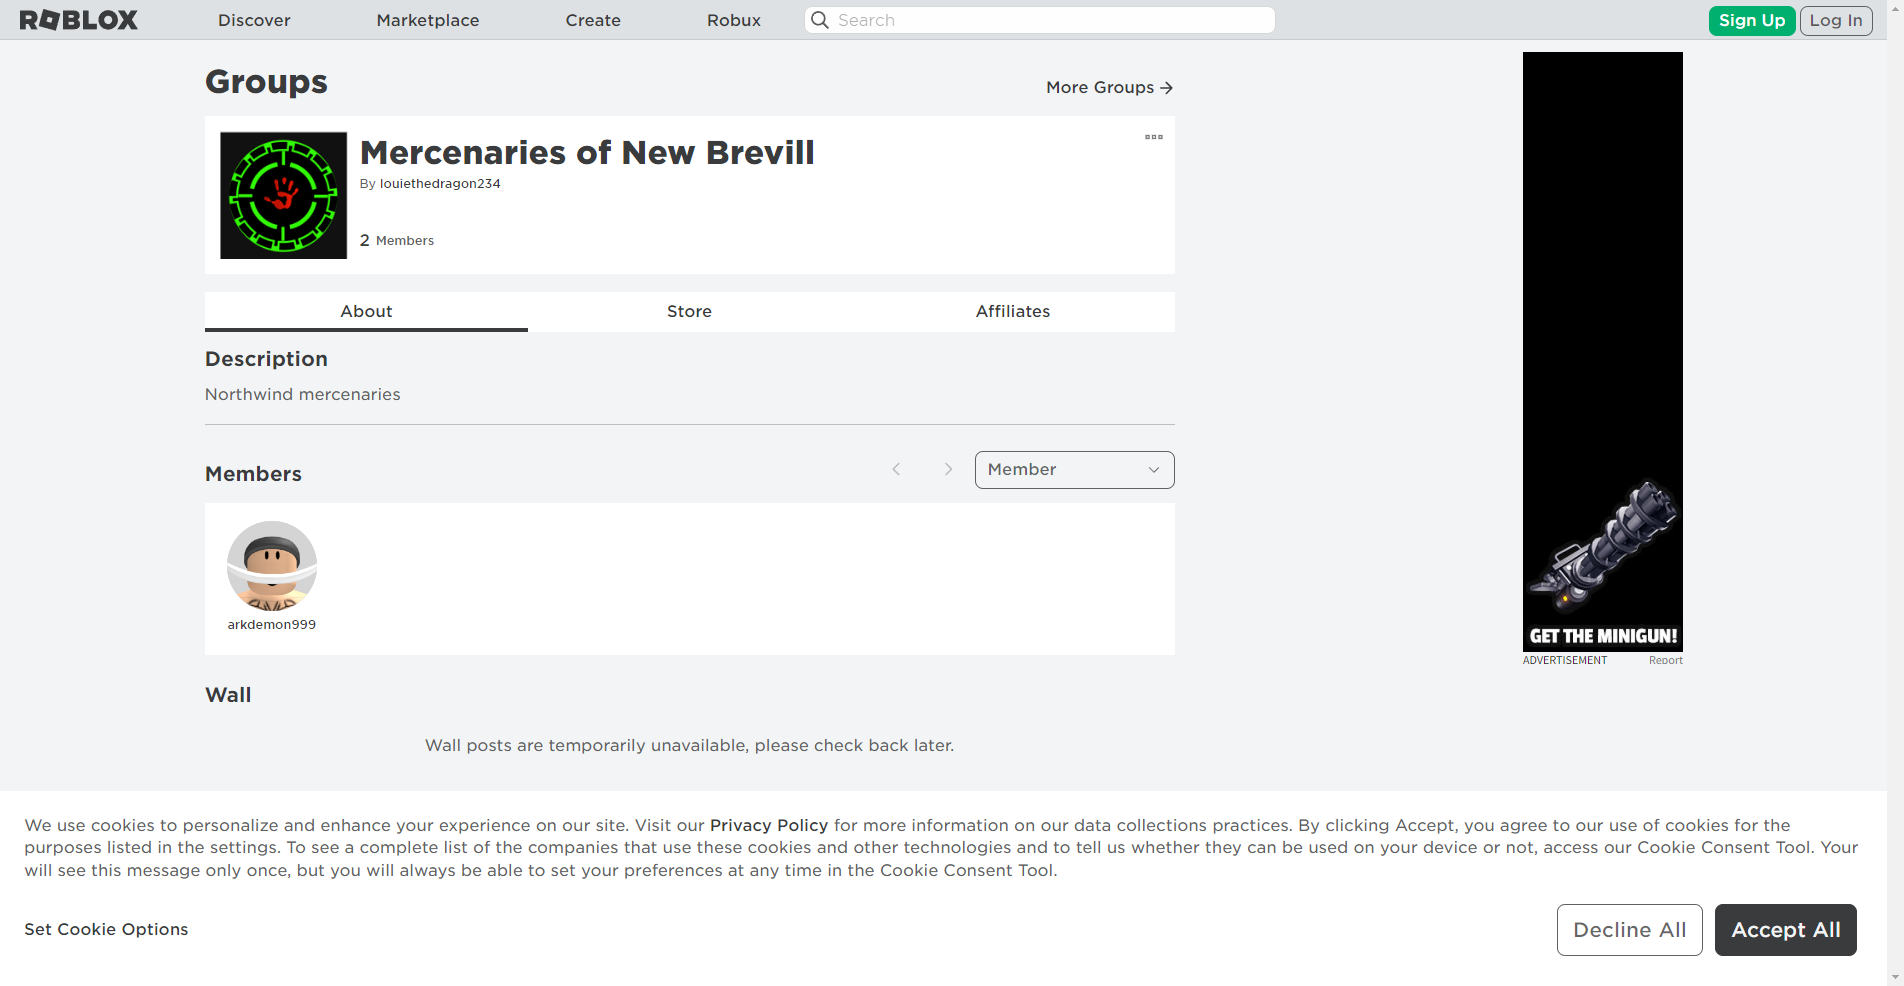 ROBLOX
Discover
Marketplace
Create
Robux
Search
Sign Up
Log In
Groups
More Groups
Mercenaries of New Brevill
By louiethedragon234
2 Members
About
Store
Affiliates
Description
Northwind mercenaries
Members
Member
arkdemon999
GET THE MINIGUN!
ADVERTISEMENT
Report
Wall
Wall posts are temporarily unavailable, please check back later.
We use cookies to personalize and enhance your experience on our site. Visit our Privacy Policy for more information on our data collections practices. By clicking Accept, you agree to our use of cookies for the
purposes listed in the settings. To see a complete list of the companies that use these cookies and other technologies and to tell us whether they can be used on your device or not, access our Cookie Consent Tool. Your
will see this message only once, but you will always be able to set your preferences at any time in the Cookie Consent Tool.
Set Cookie Options
Decline All
Accept All